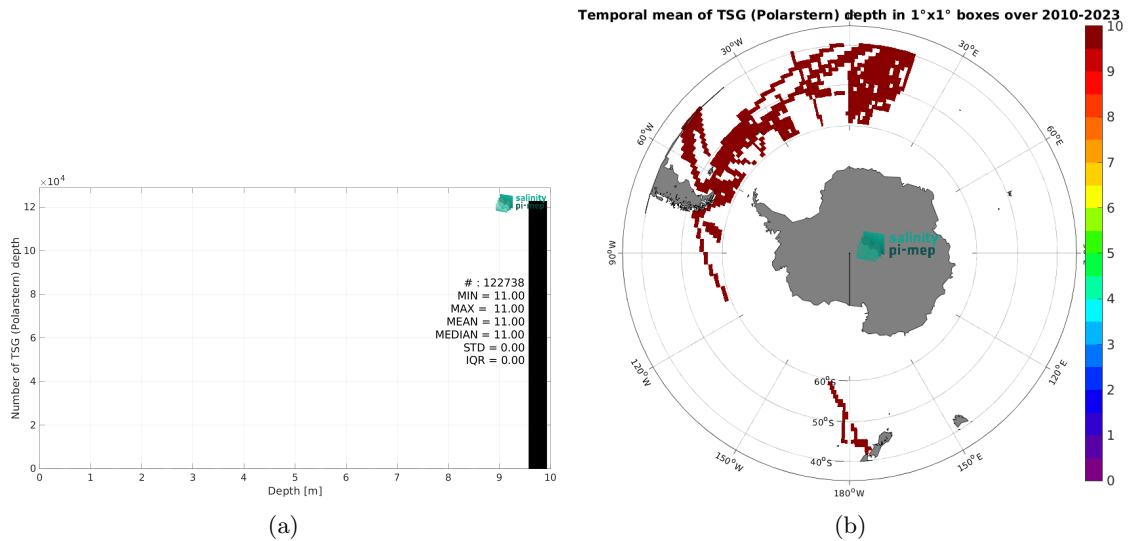 Temporal mean of TSG (Polarstern) depth in 1°x1° boxes over 2010-2023
×10⁴
Number of TSG (Polarstern) depth
12
10
8
6
4
2
0
salinity
pi-mep
# : 122738
MIN = 11.00
MAX = 11.00
MEAN = 11.00
MEDIAN = 11.00
STD = 0.00
IQR = 0.00
0 1 2 3 4 5 6 7 8 9 10
Depth [m]
(a)
30°W
30°E
60°W
60°E
90°W
120°W
120°E
150°W
150°E
180°W
60°S
50°S
40°S
salinity
pi-mep
10
9
8
7
6
5
4
3
2
1
0
(b)